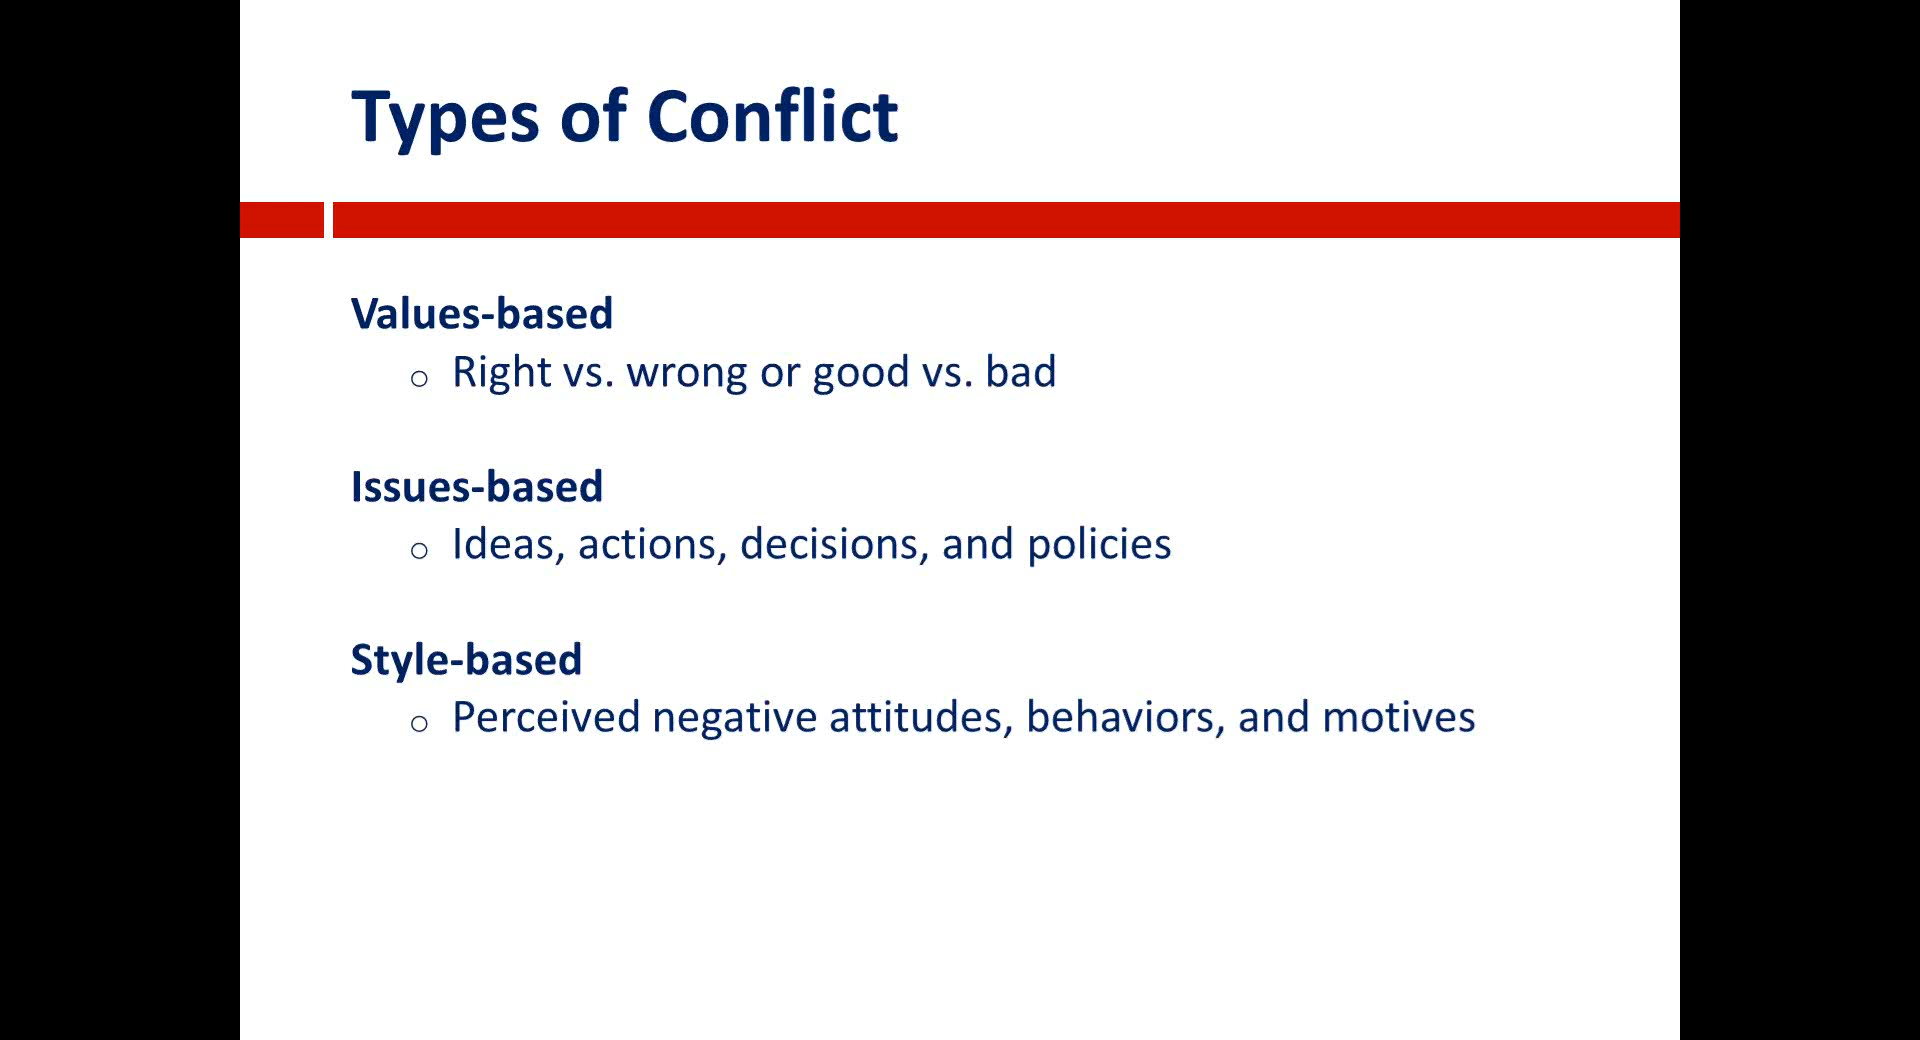 Types of Conflict
Values-based
○ Right vs. wrong or good vs. bad
Issues-based
○ Ideas, actions, decisions, and policies
Style-based
○ Perceived negative attitudes, behaviors, and motives